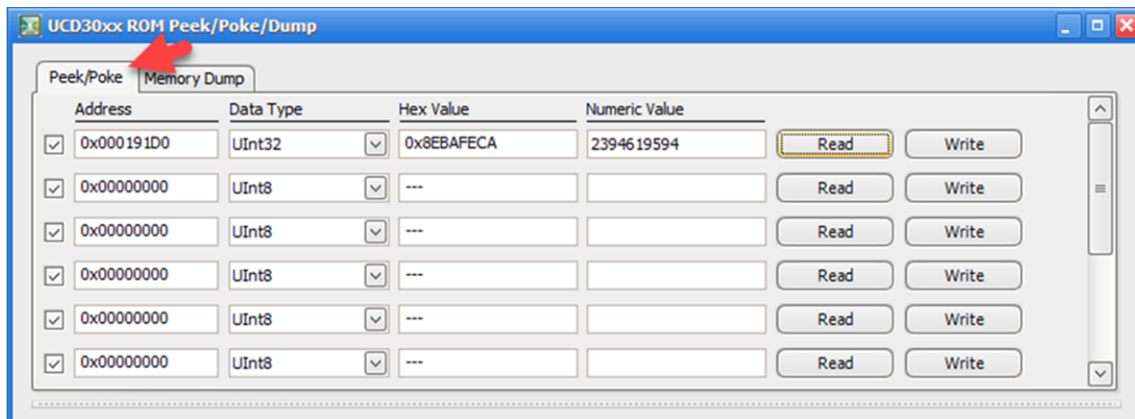 UCD30xx ROM Peek/Poke/Dump
Peek/Poke Memory Dump
Address Data Type Hex Value Numeric Value
0x000191D0 UInt32 0x8EBAFECA 2394619594 Read Write
0x00000000 UInt8 --- Read Write
0x00000000 UInt8 --- Read Write
0x00000000 UInt8 --- Read Write
0x00000000 UInt8 --- Read Write
0x00000000 UInt8 --- Read Write